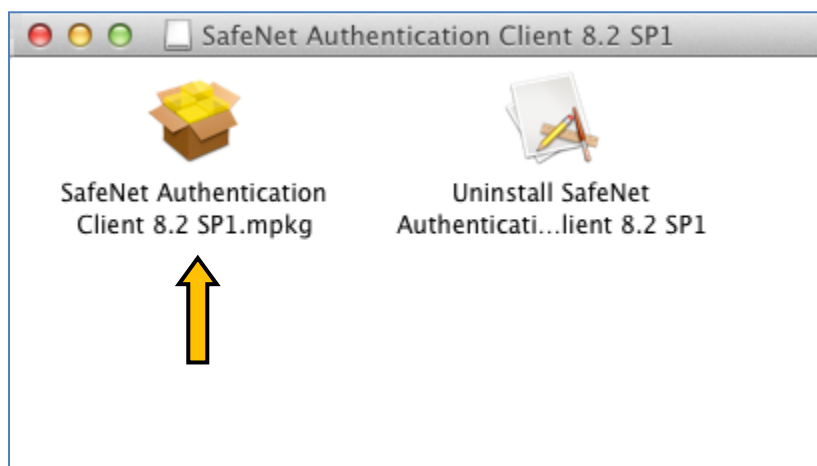 SafeNet Authentication Client 8.2 SP1
SafeNet Authentication
Client 8.2 SP1.mpkg
Uninstall SafeNet
Authenticati...lient 8.2 SP1